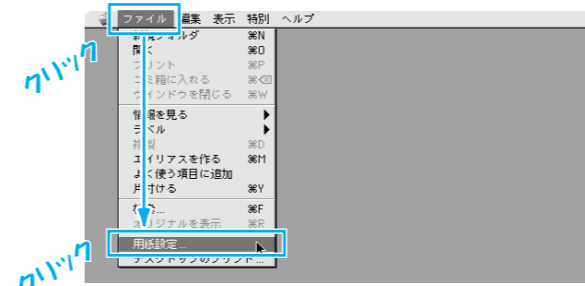 ファイル 編集 表示 特別 ヘルプ
新規フォルダ ⌘N
開く ⌘O
プリント ⌘P
ゴミ箱に入れる ⌘⌫
ウインドウを閉じる ⌘W
情報を見る ▶
ラベル ▶
複製 ⌘D
エイリアスを作る ⌘M
よく使う項目に追加
片付ける ⌘Y
検索... ⌘F
オリジナルを表示 ⌘R
用紙設定...
デスクトップのプリント...
クリック
クリック